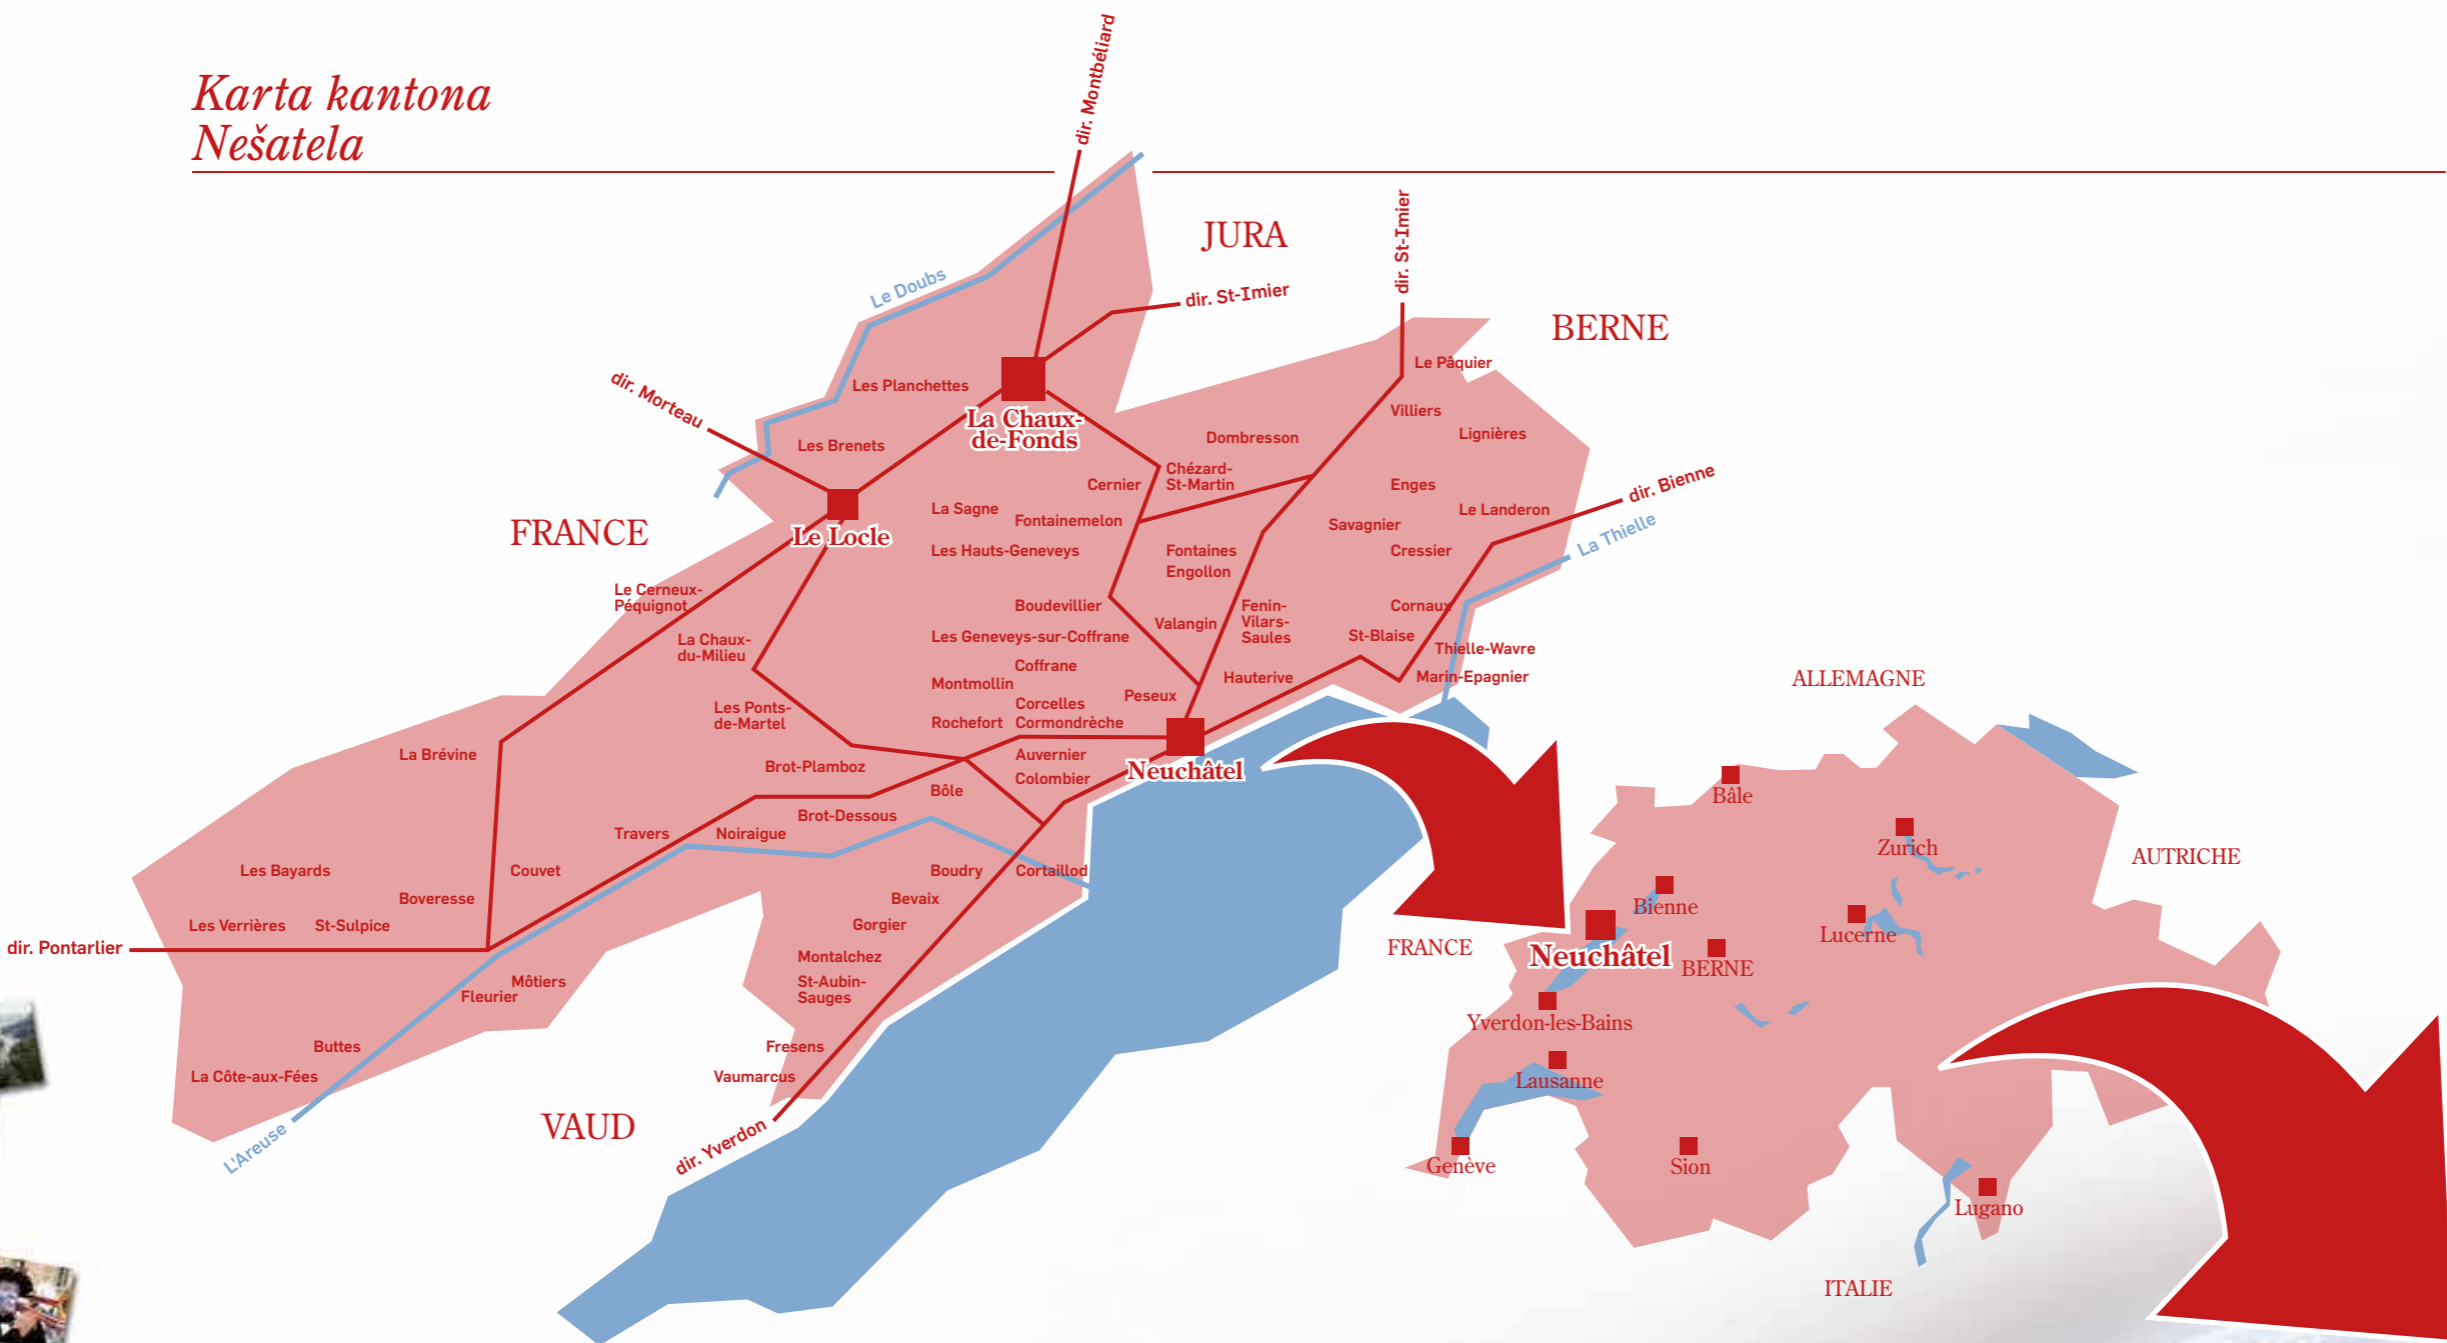 Karta kantona
Nešatela
dir. Montbéliard
JURA
dir. St-Imier
dir. St-Imier
BERNE
Le Doubs
Le Pâquier
dir. Morteau
Les Planchettes
La Chaux-
de-Fonds
Villiers
Lignières
Dombresson
Les Brenets
Chézard-
St-Martin
Cernier
Enges
dir. Bienne
La Sagne
Fontainemelon
Le Landeron
Savagnier
La Thielle
FRANCE
Le Locle
Les Hauts-Geneveys
Fontaines
Engollon
Cressier
Le Cerneux-
Péquignot
Boudevillier
Valangin
Fenin-
Vilars-
Saules
Cornaux
La Chaux-
du-Milieu
Les Geneveys-sur-Coffrane
St-Blaise
Thielle-Wavre
Coffrane
Montmollin
Hauterive
Marin-Epagnier
Les Ponts-
de-Martel
Corcelles
Cormondrèche
Peseux
Rochefort
La Brévine
Auvernier
Brot-Plamboz
Colombier
Neuchâtel
Bôle
Brot-Dessous
Travers
Noiraigue
Les Bayards
Couvet
Boudry
Cortaillod
Boveresse
Bevaix
Les Verrières
St-Sulpice
Gorgier
dir. Pontarlier
Montalchez
Môtiers
Fleurier
St-Aubin-
Sauges
Buttes
Fresens
La Côte-aux-Fées
Vaumarcus
VAUD
L'Areuse
dir. Yverdon
ALLEMAGNE
Bâle
Zurich
AUTRICHE
Bienne
Lucerne
FRANCE
Neuchâtel
BERNE
Yverdon-les-Bains
Lausanne
Genève
Sion
Lugano
ITALIE